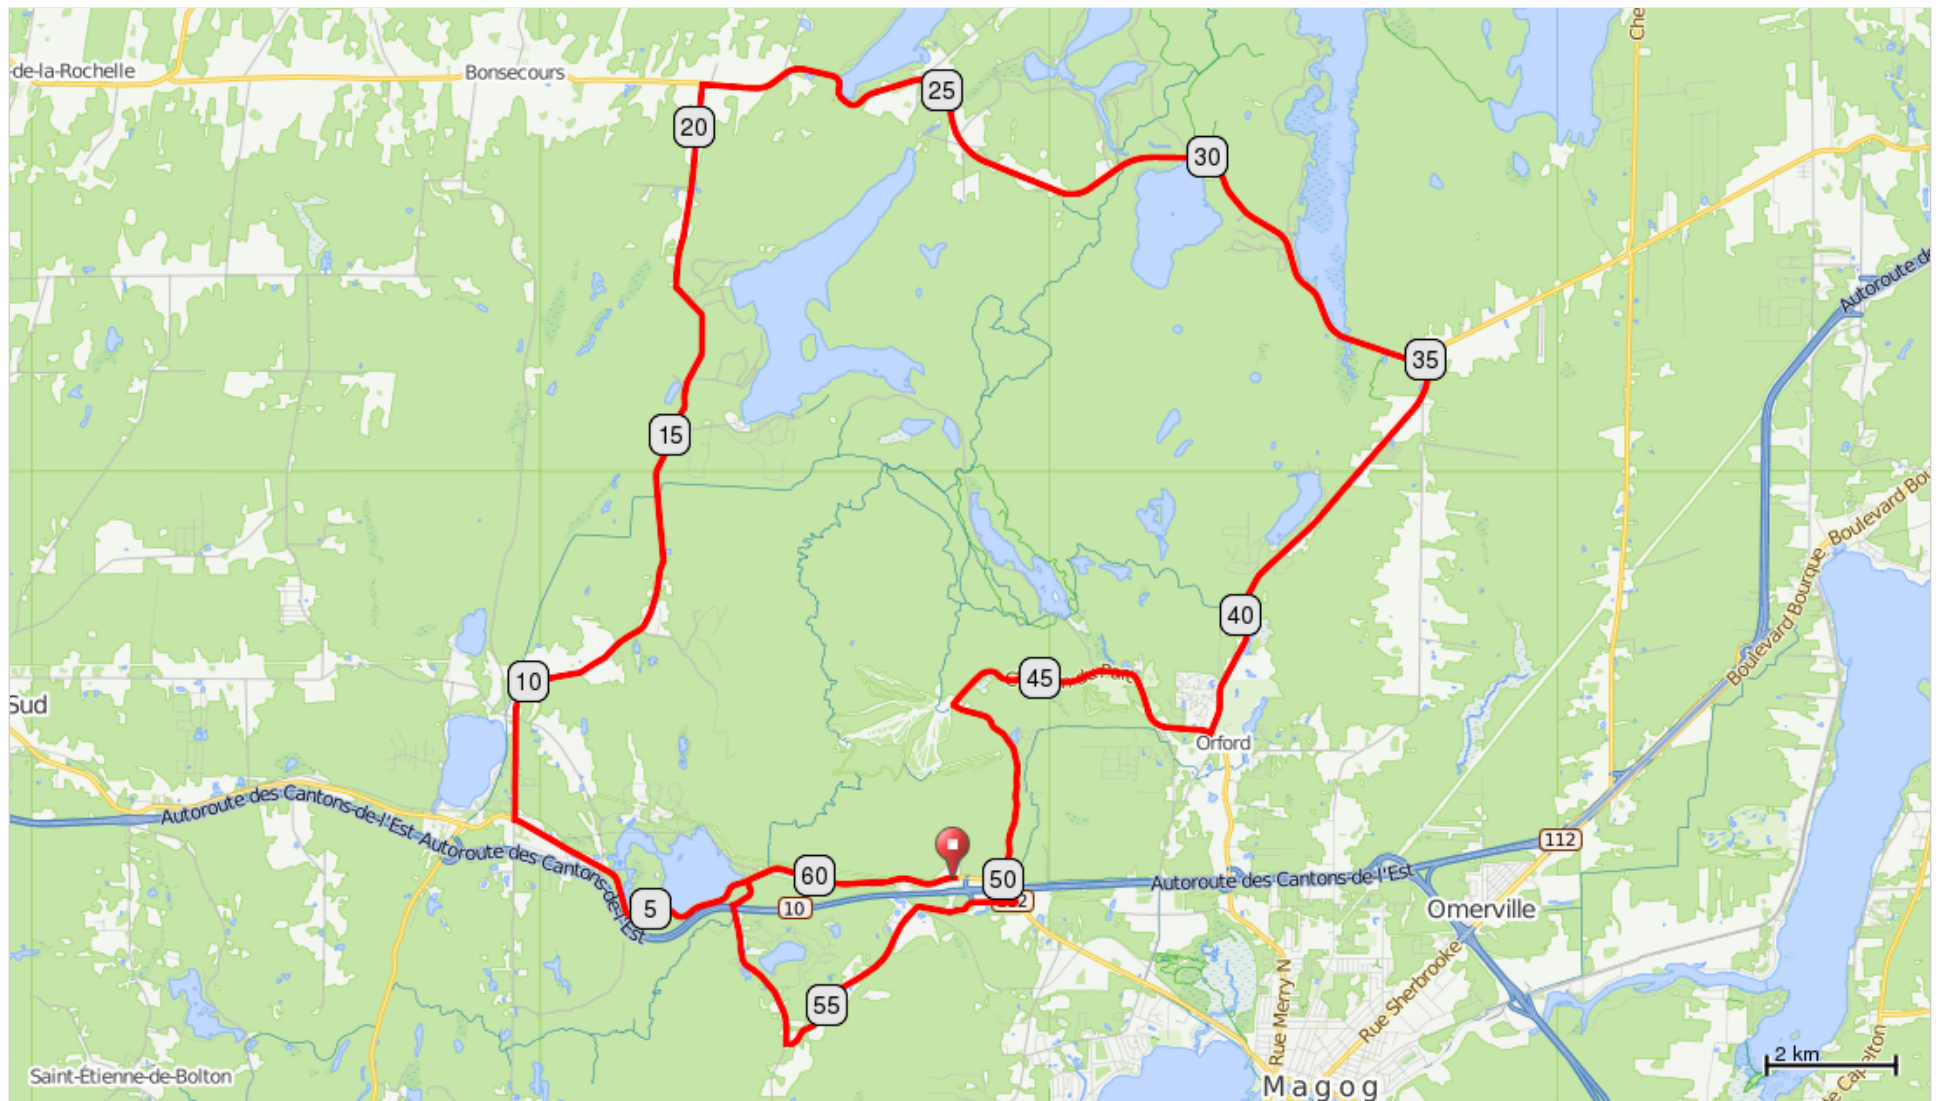 Che
-de-la-Rochelle
Bonsecours
25
20
30
Autoroute de
35
15
Boulevard Bourque
Boulevard Bou
40
10
45
Sud
Orford
Autoroute des Cantons-de-l'Est
Autoroute des Cantons-de-l'Est
112
60
50
Autoroute des Cantons-de-l'Est
5
10
Omerville
55
Rue Merry N
Rue Sherbrooke
2 km
Saint-Étienne-de-Bolton
Magog